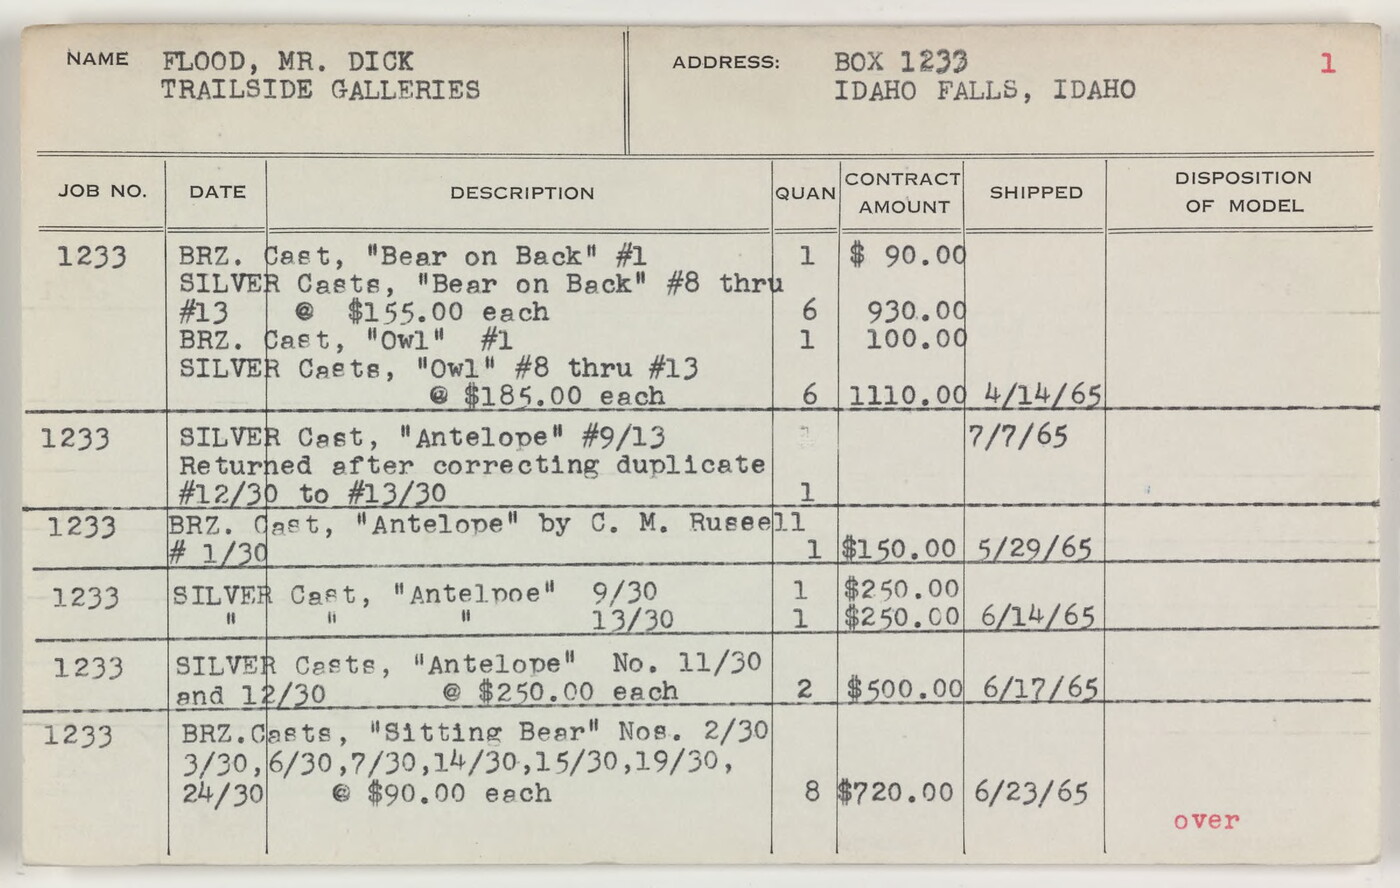 NAME FLOOD, MR. DICK ADDRESS: BOX 1233 1
TRAILSIDE GALLERIES IDAHO FALLS, IDAHO
JOB NO. DATE DESCRIPTION QUAN CONTRACT AMOUNT SHIPPED DISPOSITION OF MODEL
1233 BRZ. Cast, "Bear on Back" #1 1 $ 90.00
SILVER Casts, "Bear on Back" #8 thru
#13 @ $155.00 each 6 930.00
BRZ. Cast, "Owl" #1 1 100.00
SILVER Casts, "Owl" #8 thru #13
@ $185.00 each 6 1110.00 4/14/65
1233 SILVER Cast, "Antelope" #9/13 7/7/65
Returned after correcting duplicate
#12/30 to #13/30 1
1233 BRZ. Cast, "Antelope" by C. M. Russell
# 1/30 1 $150.00 5/29/65
1233 SILVER Cast, "Antelpoe" 9/30 1 $250.00
" " " 13/30 1 $250.00 6/14/65
1233 SILVER Casts, "Antelope" No. 11/30
and 12/30 @ $250.00 each 2 $500.00 6/17/65
1233 BRZ.Casts, "Sitting Bear" Nos. 2/30
3/30,6/30,7/30,14/30,15/30,19/30,
24/30 @ $90.00 each 8 $720.00 6/23/65
over